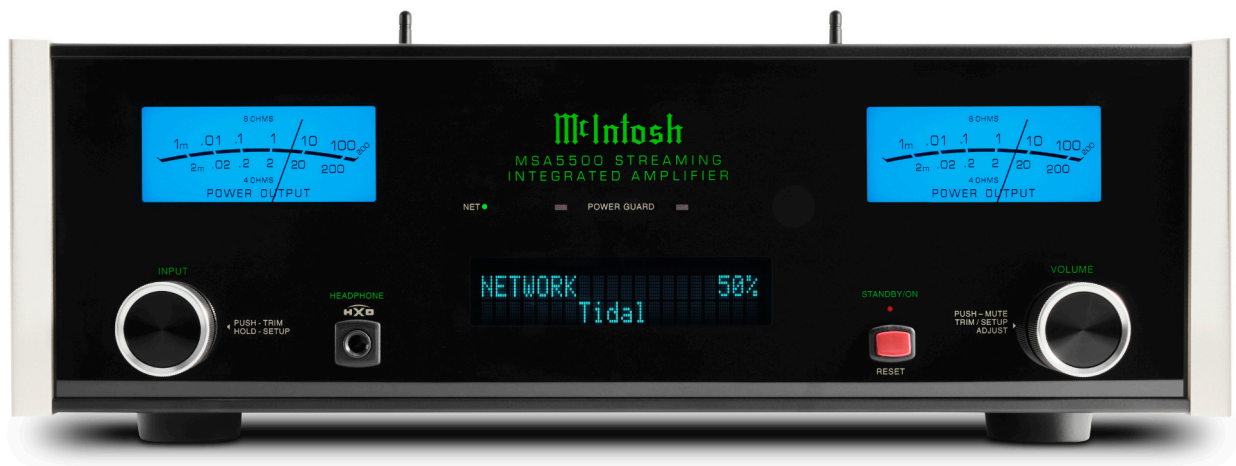 8 OHMS
1m .01 .1 1 10 100 200
2m .02 .2 2 20 200
4 OHMS
POWER OUTPUT
McIntosh
MSA5500 STREAMING
INTEGRATED AMPLIFIER
NET
POWER GUARD
8 OHMS
1m .01 .1 1 10 100 200
2m .02 .2 2 20 200
4 OHMS
POWER OUTPUT
INPUT
PUSH - TRIM
HOLD - SETUP
HEADPHONE
HXD
NETWORK 50%
Tidal
STANDBY/ON
RESET
VOLUME
PUSH – MUTE
TRIM / SETUP
ADJUST